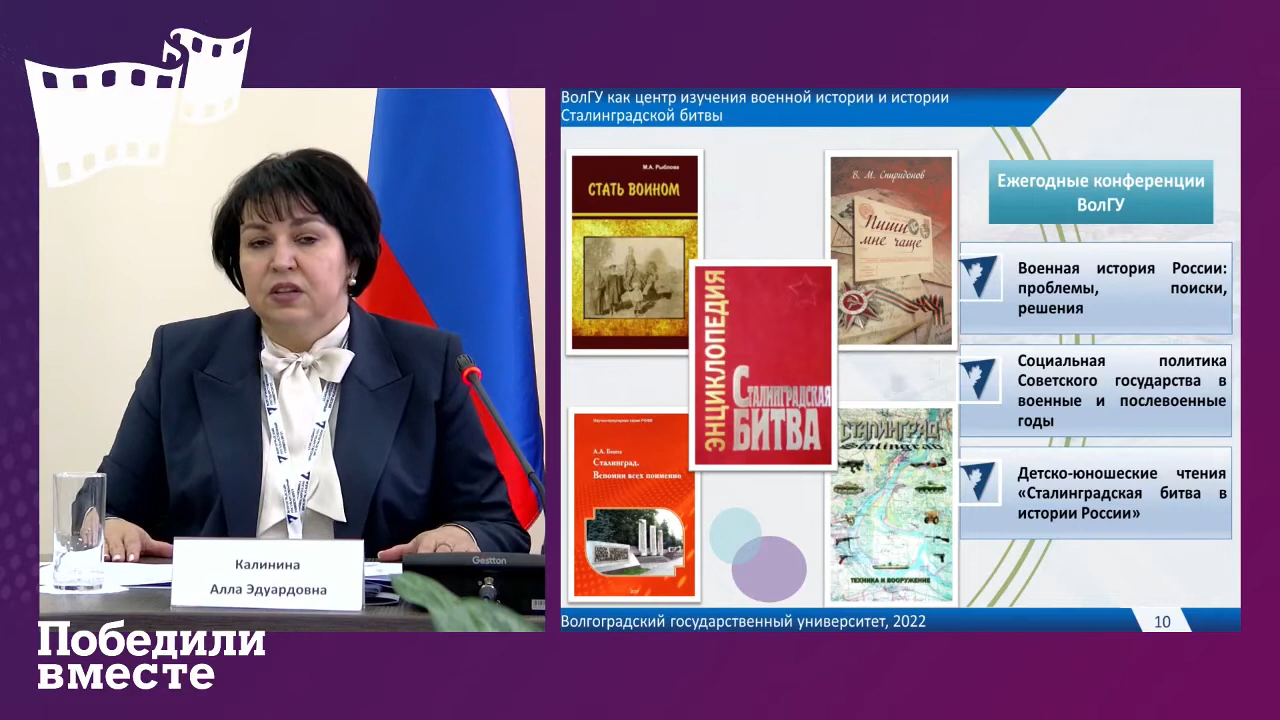 ВолГУ как центр изучения военной истории и истории
Сталинградской битвы
М.А. Рыблова
СТАТЬ ВОИНОМ
В. М. Спиридонов
Пиши
мне чаще
ЭНЦИКЛОПЕДИЯ
СТАЛИНГРАДСКАЯ
БИТВА
Сталинград.
Вспомним всех поименно
СТАЛИНГРАД
ТЕХНИКА И ВООРУЖЕНИЕ
Ежегодные конференции
ВолГУ
Военная история России:
проблемы, поиски,
решения
Социальная политика
Советского государства в
военные и послевоенные
годы
Детско-юношеские чтения
«Сталинградская битва в
истории России»
Волгоградский государственный университет, 2022
10
Gestton
Калинина
Алла Эдуардовна
Победили
вместе